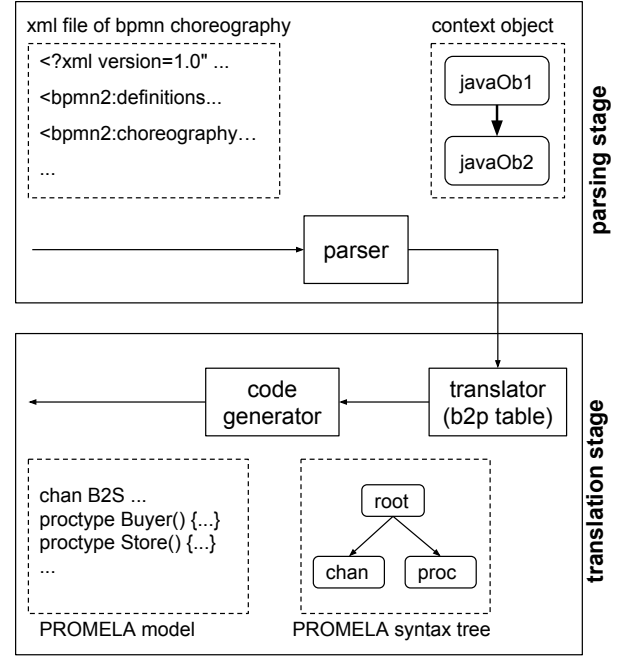 xml file of bpmn choreography
<?xml version=1.0" ...
<bpmn2:definitions...
<bpmn2:choreography...
...
context object
javaOb1
javaOb2
parser
parsing stage
code
generator
translator
(b2p table)
chan B2S ...
proctype Buyer() {...}
proctype Store() {...}
...
PROMELA model
root
chan
proc
PROMELA syntax tree
translation stage